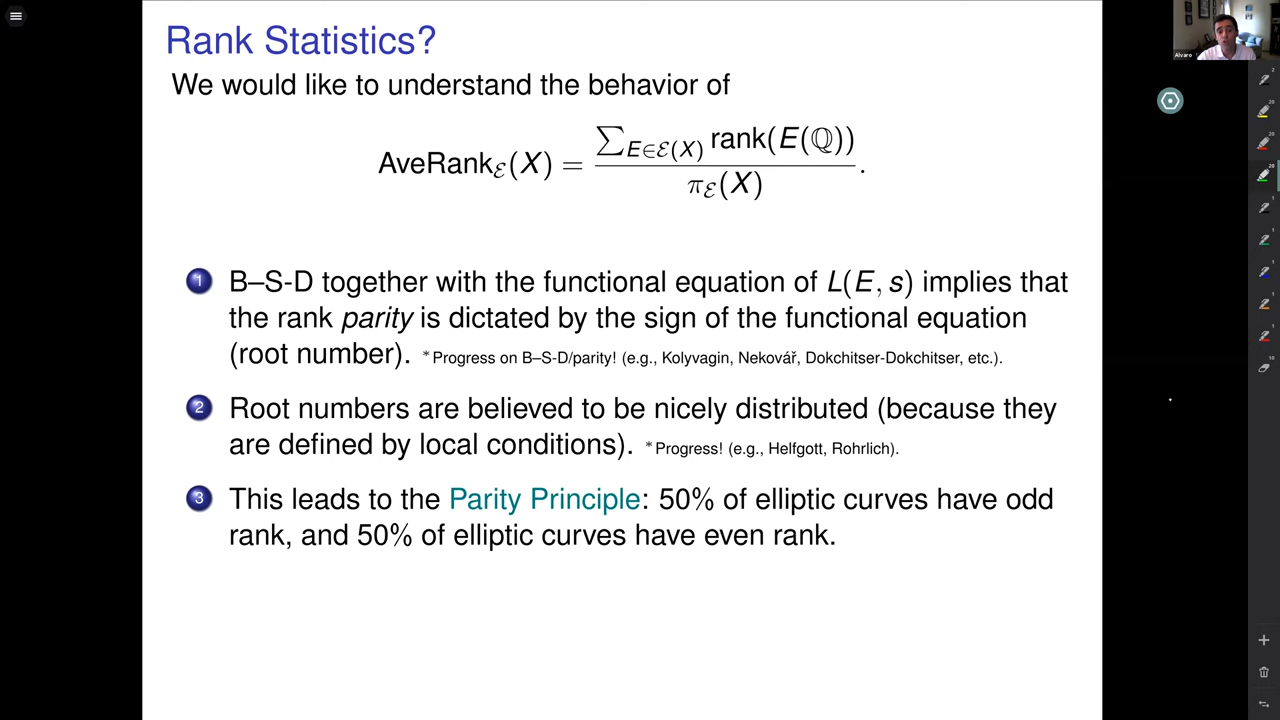 Rank Statistics?
We would like to understand the behavior of
AveRank_ℰ(X) = ∑_{E∈ℰ(X)} rank(E(ℚ)) / π_ℰ(X) .
1 B–S-D together with the functional equation of L(E, s) implies that
the rank parity is dictated by the sign of the functional equation
(root number). *Progress on B–S-D/parity! (e.g., Kolyvagin, Nekovář, Dokchitser-Dokchitser, etc.).
2 Root numbers are believed to be nicely distributed (because they
are defined by local conditions). *Progress! (e.g., Helfgott, Rohrlich).
3 This leads to the Parity Principle: 50% of elliptic curves have odd
rank, and 50% of elliptic curves have even rank.
Alvaro